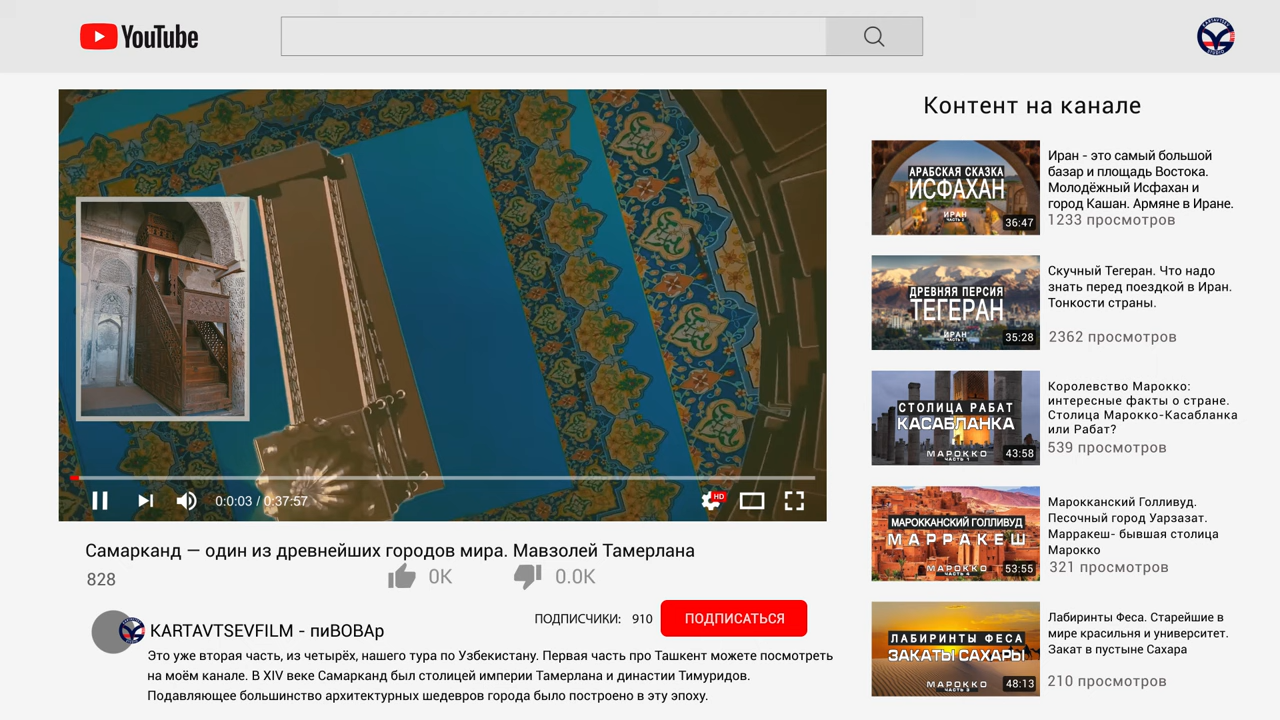 YouTube
Контент на канале
АРАБСКАЯ СКАЗКА
ИСФАХАН
ИРАН
36:47
Иран - это самый большой
базар и площадь Востока.
Молодёжный Исфахан и
город Кашан. Армяне в Иране.
1233 просмотров
ДРЕВНЯЯ ПЕРСИЯ
ТЕГЕРАН
ИРАН
ЧАСТЬ 1
35:28
Скучный Тегеран. Что надо
знать перед поездкой в Иран.
Тонкости страны.
2362 просмотров
СТОЛИЦА РАБАТ
КАСАБЛАНКА
МАРОККО
ЧАСТЬ 1
43:58
Королевство Марокко:
интересные факты о стране.
Столица Марокко-Касабланка
или Рабат?
539 просмотров
МАРОККАНСКИЙ ГОЛЛИВУД
МАРРАКЕШ
МАРОККО
ЧАСТЬ 4
53:55
Марокканский Голливуд.
Песочный город Уарзазат.
Марракеш- бывшая столица
Марокко
321 просмотров
ЛАБИРИНТЫ ФЕСА
ЗАКАТЫ САХАРЫ
МАРОККО
ЧАСТЬ 3
48:13
Лабиринты Феса. Старейшие в
мире красильня и университет.
Закат в пустыне Сахара
210 просмотров
0:0:03 / 0:37:57
HD
Самарканд — один из древнейших городов мира. Мавзолей Тамерлана
828
0K
0.0K
ПОДПИСЧИКИ: 910
ПОДПИСАТЬСЯ
KARTAVTSEVFILM - пиВОВАр
Это уже вторая часть, из четырёх, нашего тура по Узбекистану. Первая часть про Ташкент можете посмотреть
на моём канале. В XIV веке Самарканд был столицей империи Тамерлана и династии Тимуридов.
Подавляющее большинство архитектурных шедевров города было построено в эту эпоху.